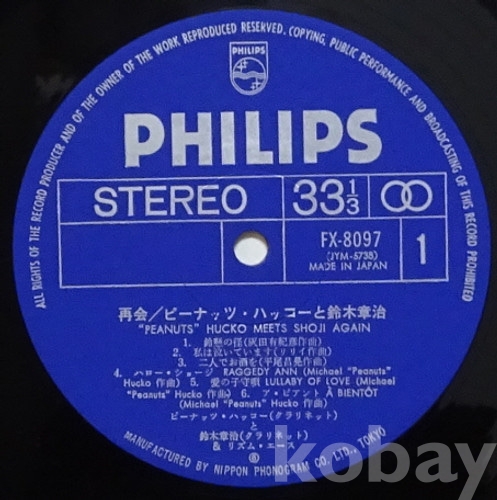 ALL RIGHTS OF THE RECORD PRODUCER AND OF THE OWNER OF THE WORK REPRODUCED RESERVED. COPYING, PUBLIC PERFORMANCE AND BROADCASTING OF THIS RECORD PROHIBITED
PHILIPS
PHILIPS
STEREO 33 1/3
FX-8097
(JYM-5735)
MADE IN JAPAN
1
再会/ピーナッツ・ハッコーと鈴木章治
"PEANUTS" HUCKO MEETS SHOJI AGAIN
1. 鈴懸の径(灰田有紀彦作曲)
2. 私は泣いています(リリイ作曲)
3. 二人でお酒を(平尾昌晃作曲)
4. ハロー・ショージ RAGGEDY ANN (Michael "Peanuts"
Hucko 作曲) 5. 愛の子守唄 LULLABY OF LOVE (Michael
"Peanuts" Hucko 作曲) 6. ア・ビアント À BIENTÔT
(Michael "Peanuts" Hucko 作曲)
ピーナッツ・ハッコー(クラリネット)
と
鈴木章治(クラリネット)
& リズム・エース
Ⓟ
MANUFACTURED BY NIPPON PHONOGRAM CO., LTD., TOKYO
kobay